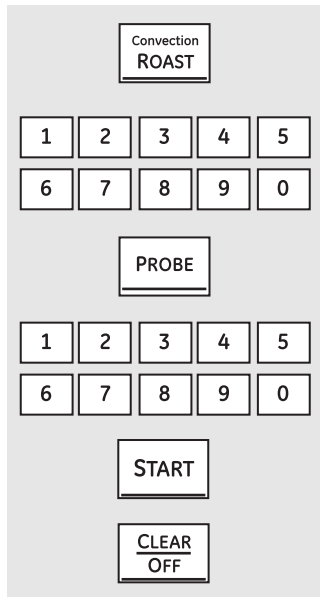 Convection
ROAST
1 2 3 4 5
6 7 8 9 0
PROBE
1 2 3 4 5
6 7 8 9 0
START
CLEAR
OFF